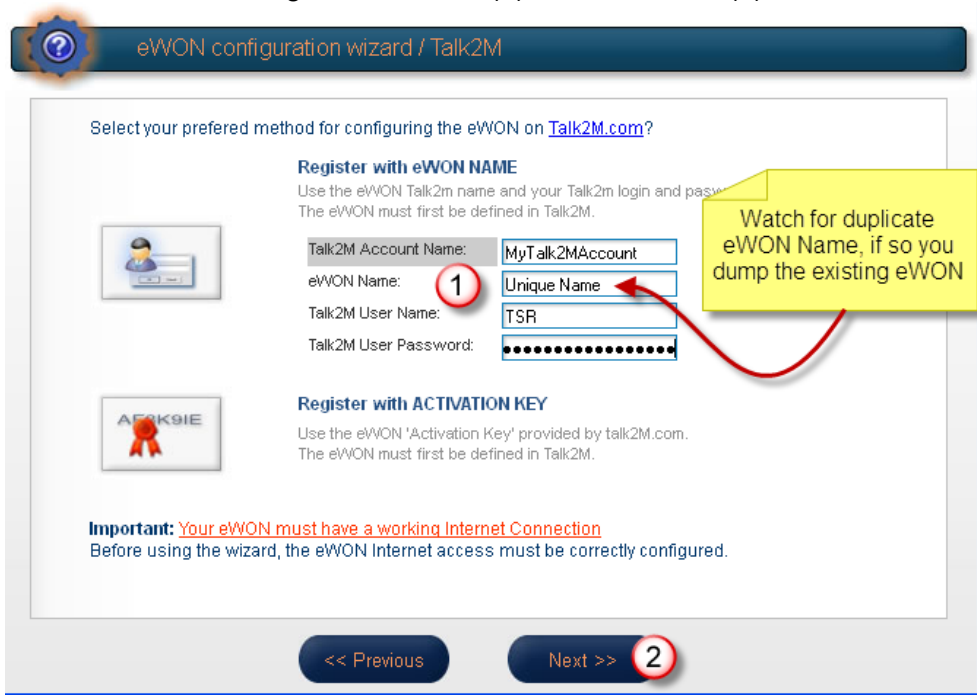 eWON configuration wizard / Talk2M
Select your prefered method for configuring the eWON on Talk2M.com?
Register with eWON NAME
Use the eWON Talk2m name and your Talk2m login and
The eWON must first be defined in Talk2M.
Watch for duplicate
eWON Name, if so you
dump the existing eWON
Talk2M Account Name: MyTalk2MAccount
eWON Name: 1 Unique Name
Talk2M User Name: TSR
Talk2M User Password:
Register with ACTIVATION KEY
Use the eWON 'Activation Key' provided by talk2M.com.
The eWON must first be defined in Talk2M.
Important: Your eWON must have a working Internet Connection
Before using the wizard, the eWON Internet access must be correctly configured.
<< Previous
Next >> 2